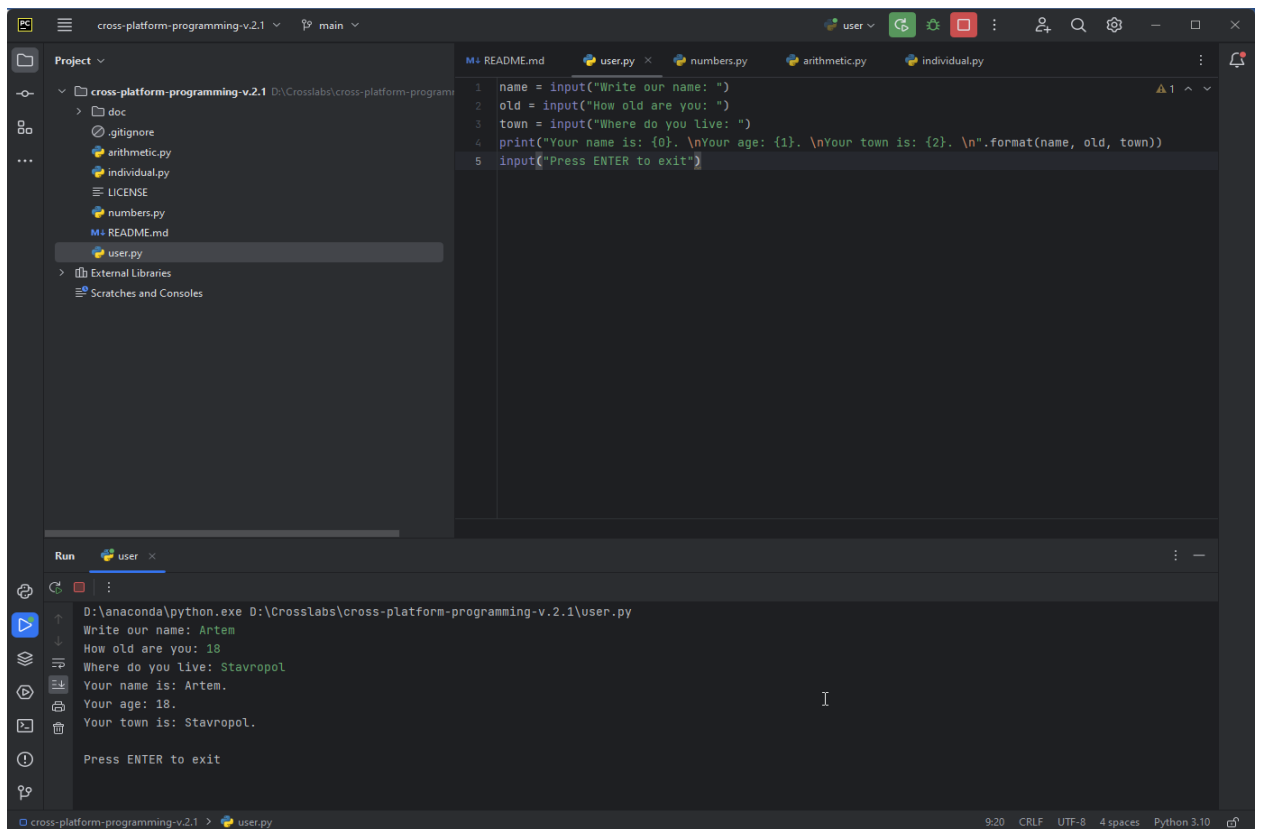 PC cross-platform-programming-v.2.1 main user
Project
cross-platform-programming-v.2.1 D:\Crosslabs\cross-platform-programm
doc
.gitignore
arithmetic.py
individual.py
LICENSE
numbers.py
M↓ README.md
user.py
External Libraries
Scratches and Consoles
M↓ README.md user.py numbers.py arithmetic.py individual.py
1 name = input("Write our name: ")
2 old = input("How old are you: ")
3 town = input("Where do you live: ")
4 print("Your name is: {0}. \nYour age: {1}. \nYour town is: {2}. \n".format(name, old, town))
5 input("Press ENTER to exit")
1
Run user
D:\anaconda\python.exe D:\Crosslabs\cross-platform-programming-v.2.1\user.py
Write our name: Artem
How old are you: 18
Where do you live: Stavropol
Your name is: Artem.
Your age: 18.
Your town is: Stavropol.
Press ENTER to exit
cross-platform-programming-v.2.1 > user.py 9:20 CRLF UTF-8 4 spaces Python 3.10